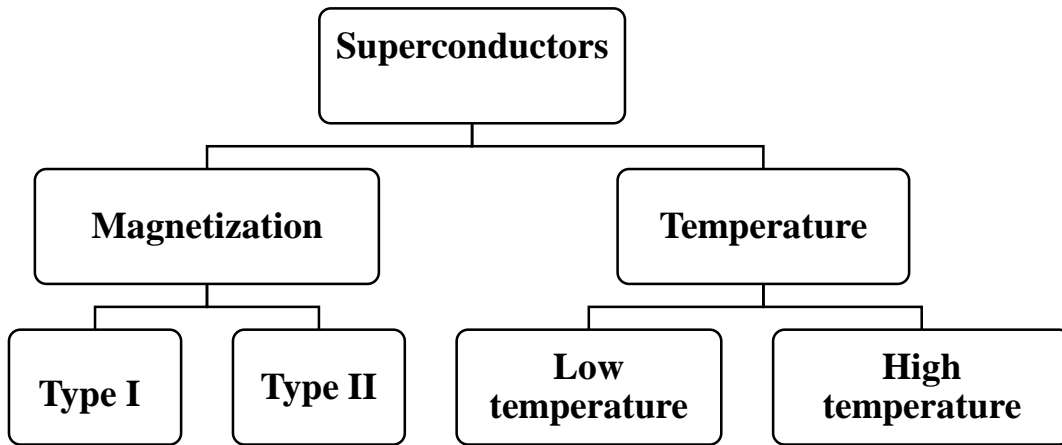 Superconductors
Magnetization
Temperature
Type I
Type II
Low
temperature
High
temperature